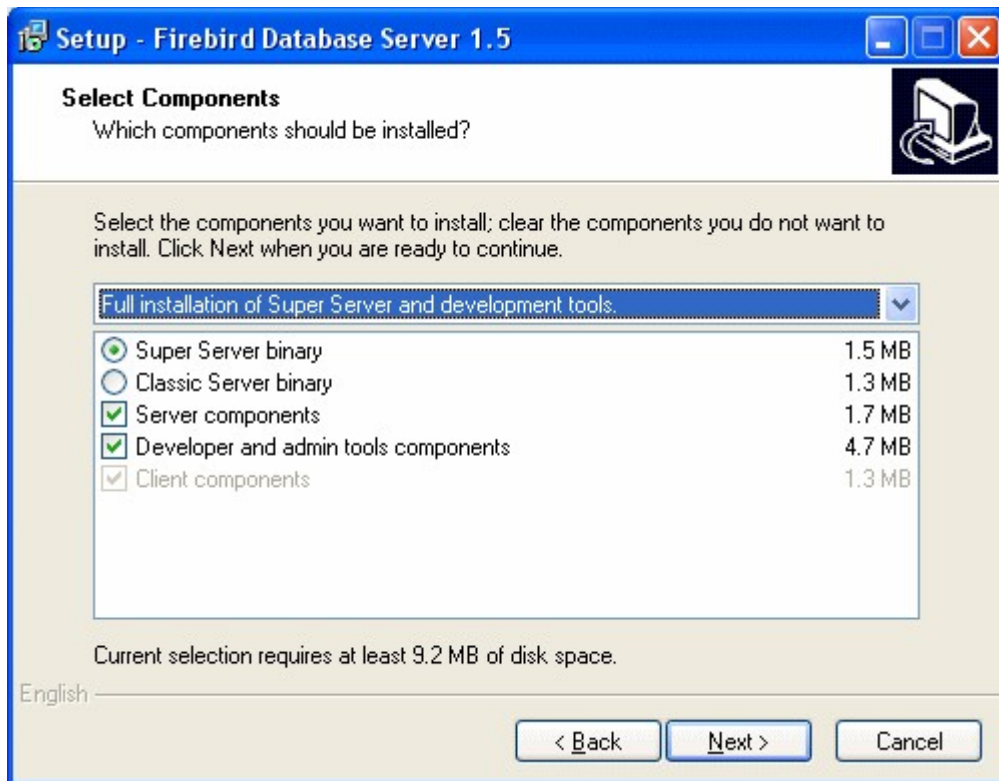 Setup - Firebird Database Server 1.5
Select Components
Which components should be installed?
Select the components you want to install; clear the components you do not want to
install. Click Next when you are ready to continue.
Full installation of Super Server and development tools.
Super Server binary 1.5 MB
Classic Server binary 1.3 MB
Server components 1.7 MB
Developer and admin tools components 4.7 MB
Client components 1.3 MB
Current selection requires at least 9.2 MB of disk space.
English
< Back Next > Cancel